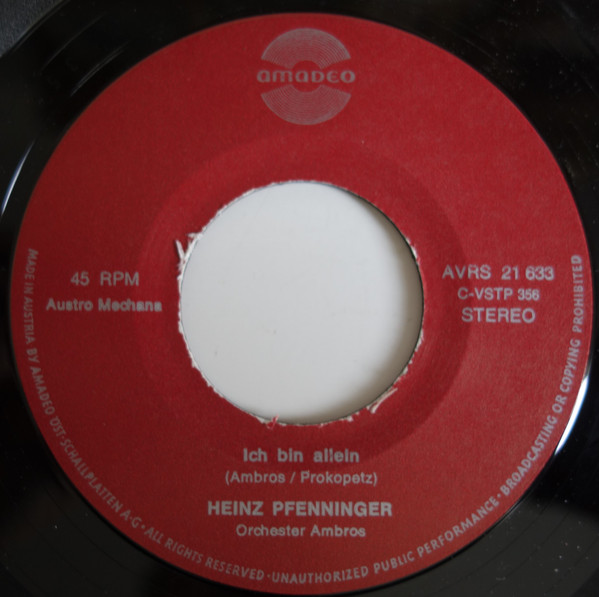 amadeo
45 RPM
Austro Mechana
AVRS 21 633
C-VSTP 356
STEREO
Ich bin allein
(Ambros / Prokopetz)
HEINZ PFENNINGER
Orchester Ambros
MADE IN AUSTRIA BY AMADEO ÖST. SCHALLPLATTEN A-G • ALL RIGHTS RESERVED • UNAUTHORIZED PUBLIC PERFORMANCE • BROADCASTING OR COPYING PROHIBITED